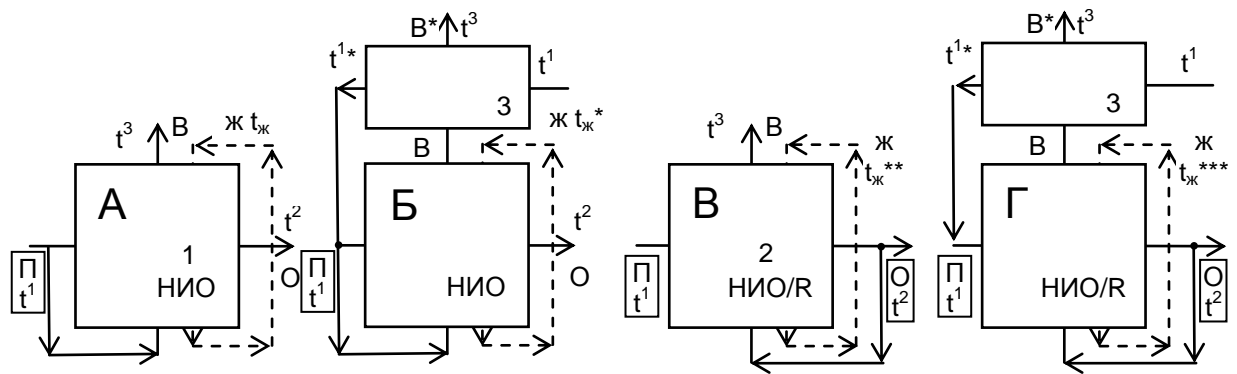 t³ В ж tж
А
t²
1
П
t¹
НИО
О
В* t³
t¹*
t¹
3
ж tж*
В
Б
t²
П
t¹
НИО
О
t³ В ж
tж**
В
2
П
t¹
НИО/R
О
t²
В* t³
t¹*
t¹
3
В
ж
tж***
Г
П
t¹
НИО/R
О
t²